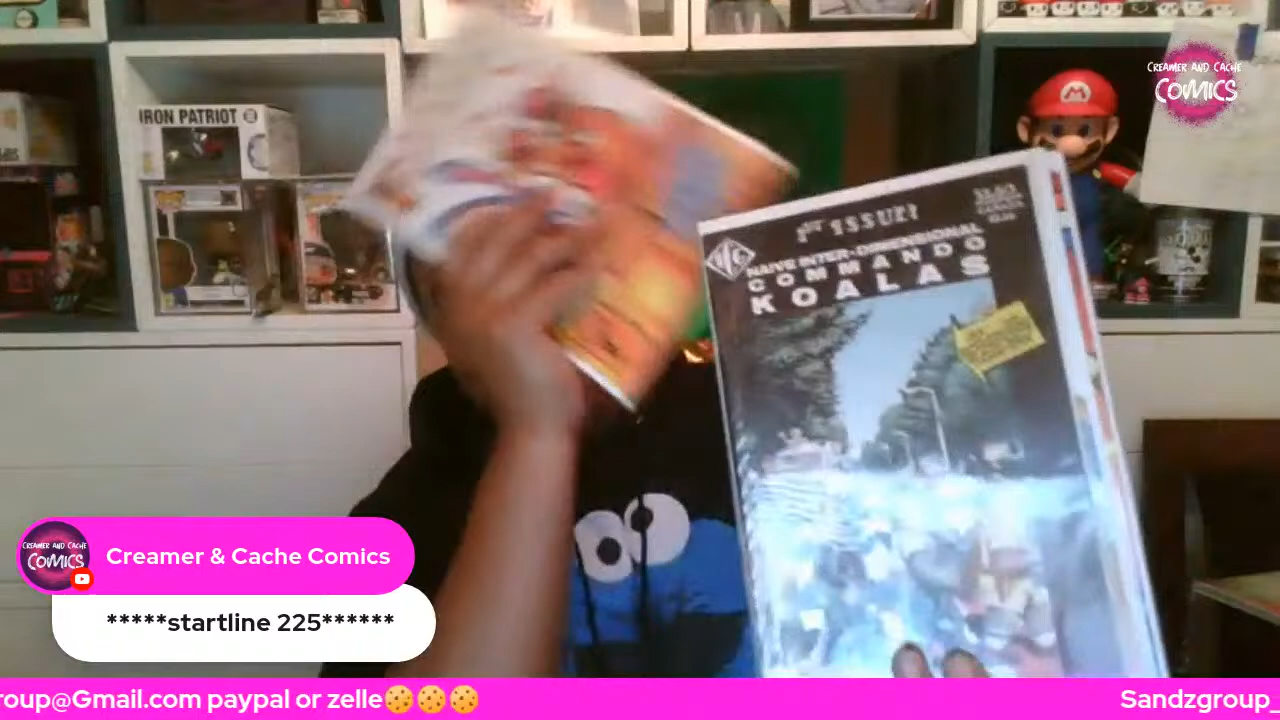 IRON PATRIOT
CREAMER AND CACHE
COMICS
1ST ISSUE!
NAIVE INTER-DIMENSIONAL
COMMANDO
KOALAS
CREAMER AND CACHE
COMICS
Creamer & Cache Comics
*****startline 225******
roup@Gmail.com paypal or zelle🍪🍪🍪
Sandzgroup_